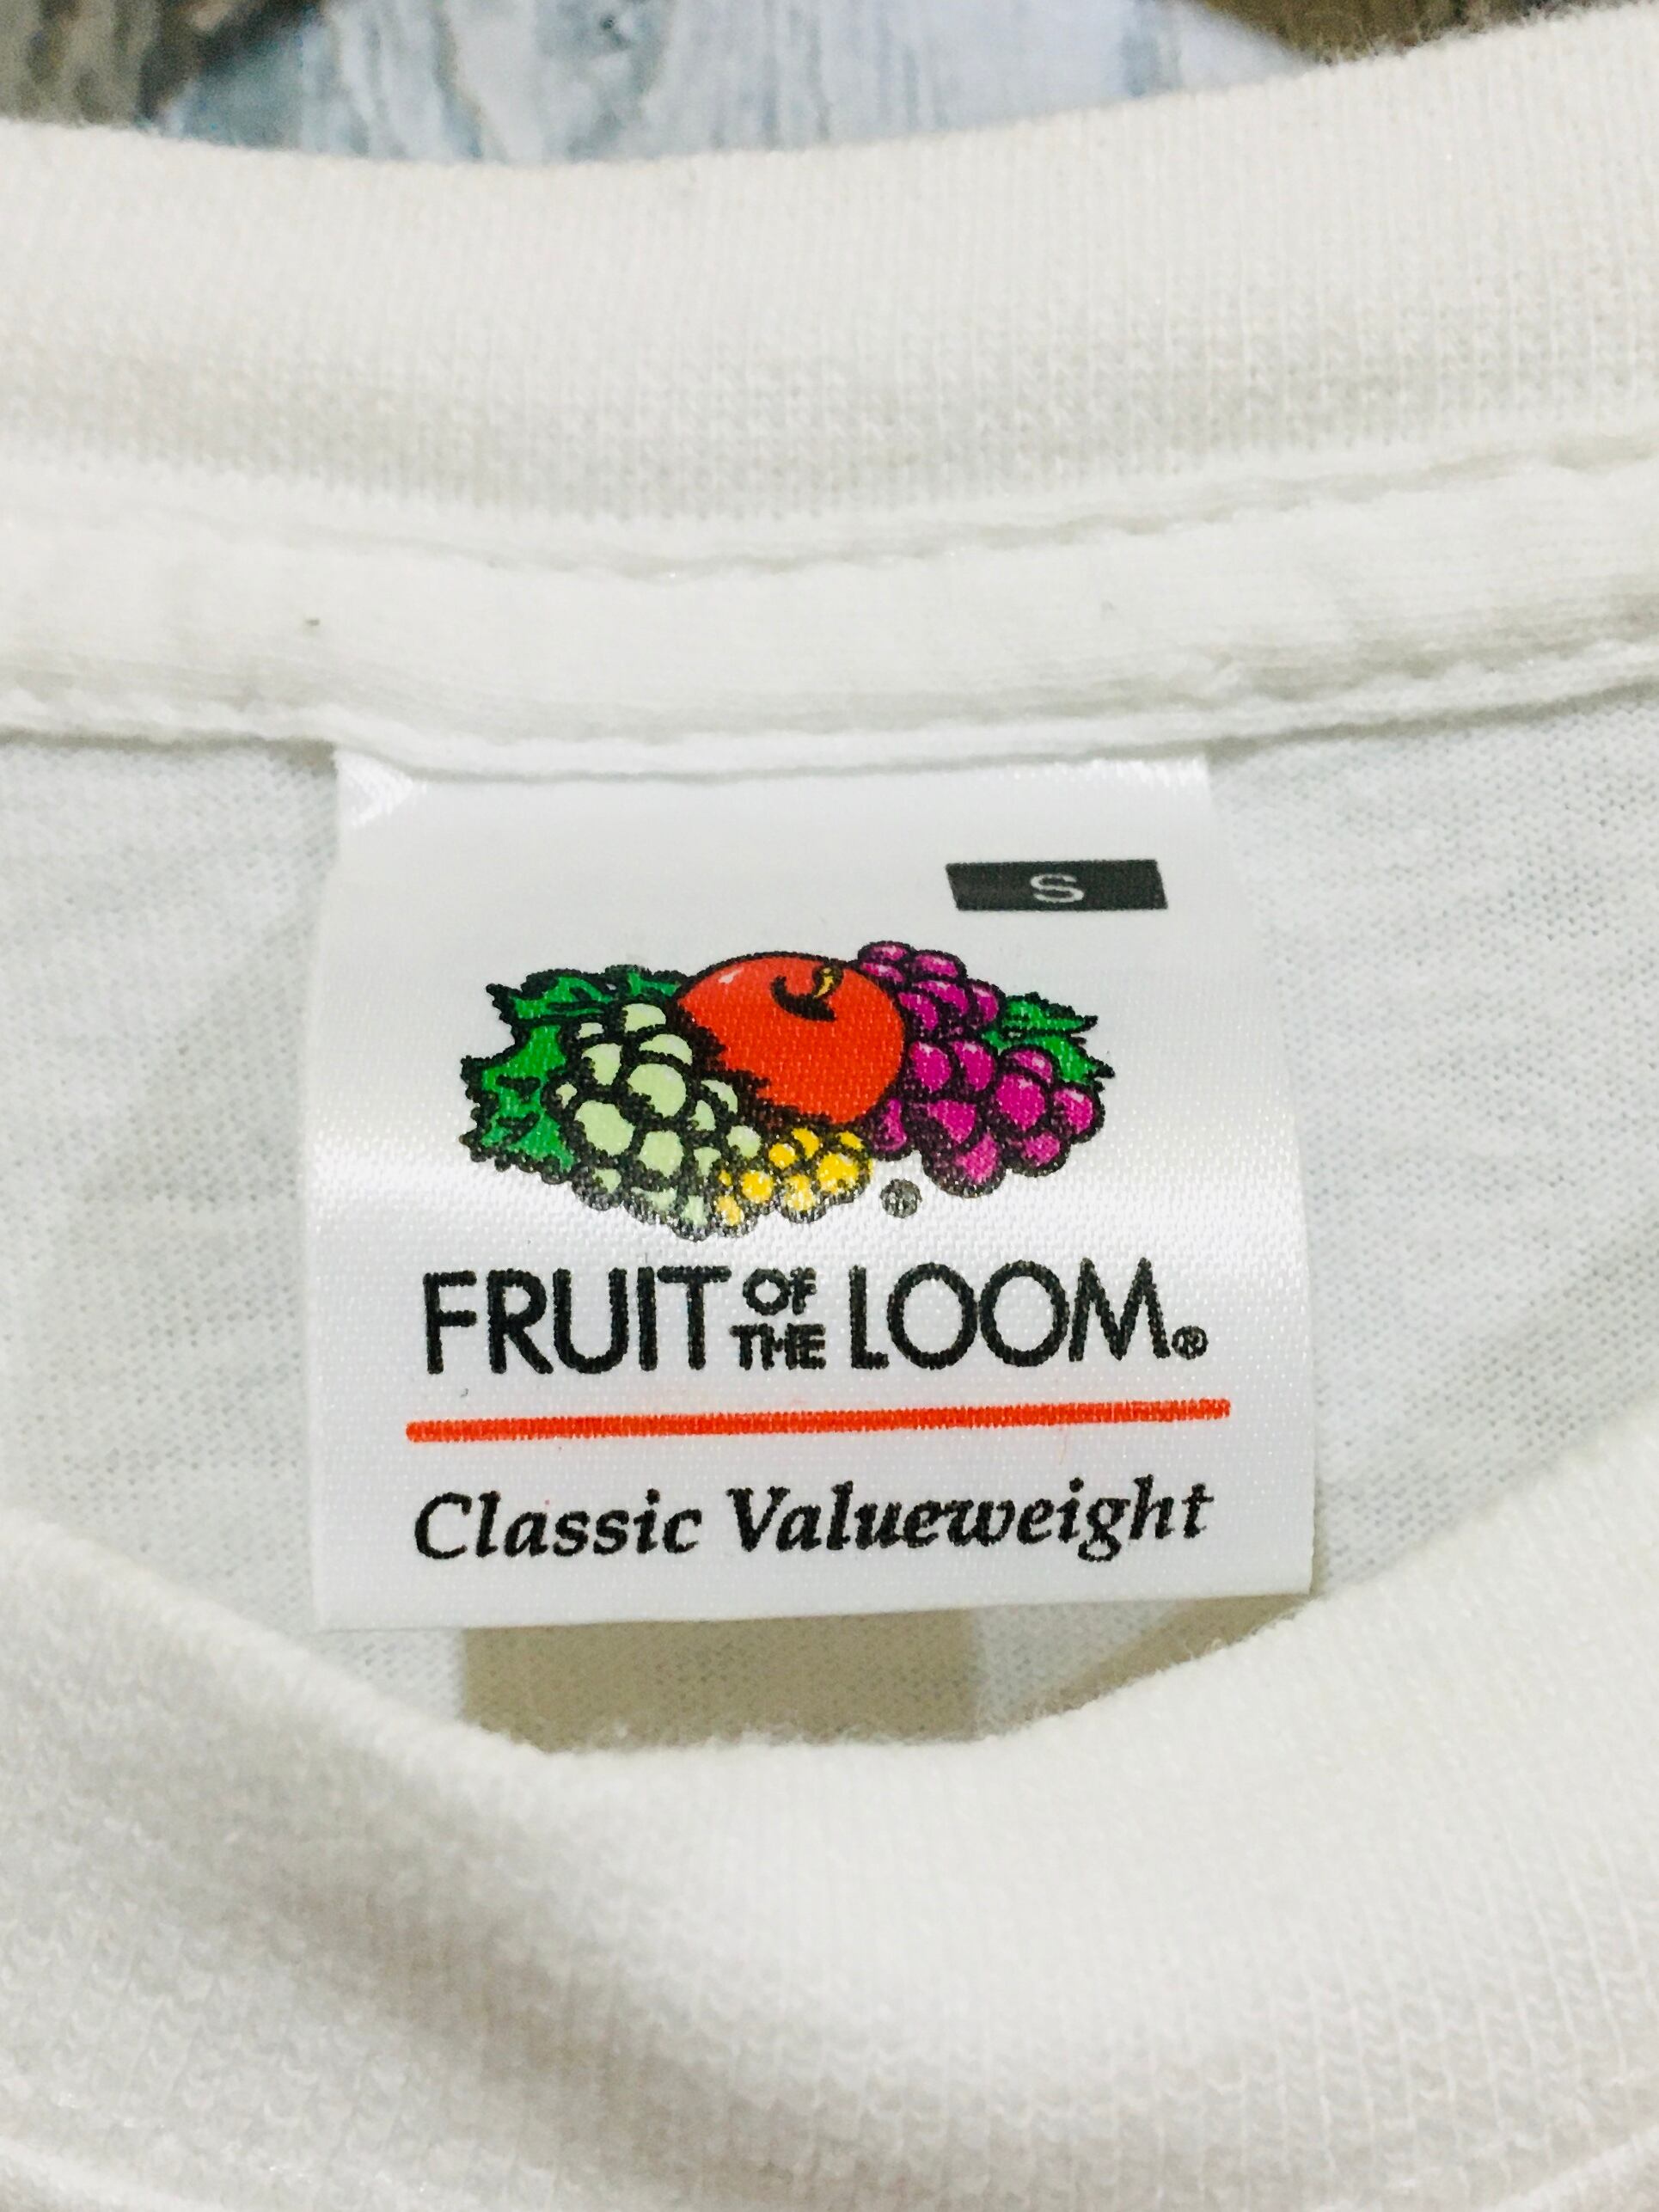 S
®
FRUIT OF THE LOOM®
Classic Valueweight